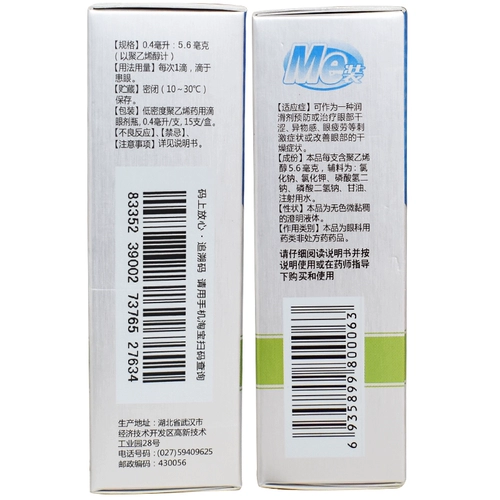 【规格】0.4毫升：5.6毫克
（以聚乙烯醇计）
【用法用量】每次1滴，滴于
患眼。
【贮藏】密闭（10～30℃）
保存。
【包装】低密度聚乙烯药用滴
眼剂瓶，0.4毫升/支，15支/盒。
【不良反应】、【禁忌】、
【注意事项】详见说明书。
码上放心·追溯码 请用手机淘宝扫码查询
83352 39002 73765 27634
生产地址：湖北省武汉市
经济技术开发区高新技术
工业园28号
电话号码：(027)59409625
邮政编码：430056
Me装
【适应症】可作为一种润
滑剂预防或治疗眼部干
涩、异物感、眼疲劳等刺
激症状或改善眼部的干
燥症状。
【成份】本品每支含聚乙烯
醇5.6毫克，辅料为：氯
化钠、氯化钾、磷酸氢二
钠、磷酸二氢钠、甘油、
注射用水。
【性状】本品为无色微黏稠
的澄明液体。
【作用类别】本品为眼科用
药类非处方药药品。
请仔细阅读说明书并按
说明使用或在药师指导
下购买和使用
6 935899 800063